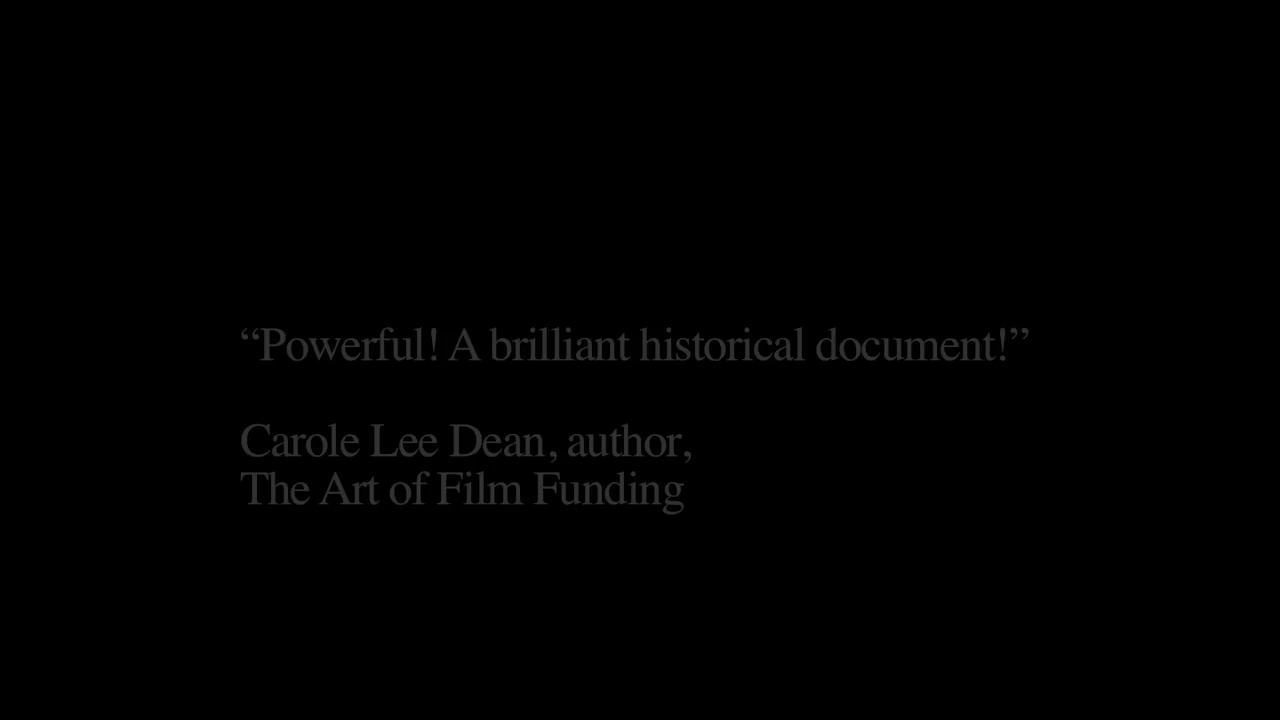 “Powerful! A brilliant historical document!”
Carole Lee Dean, author,
The Art of Film Funding